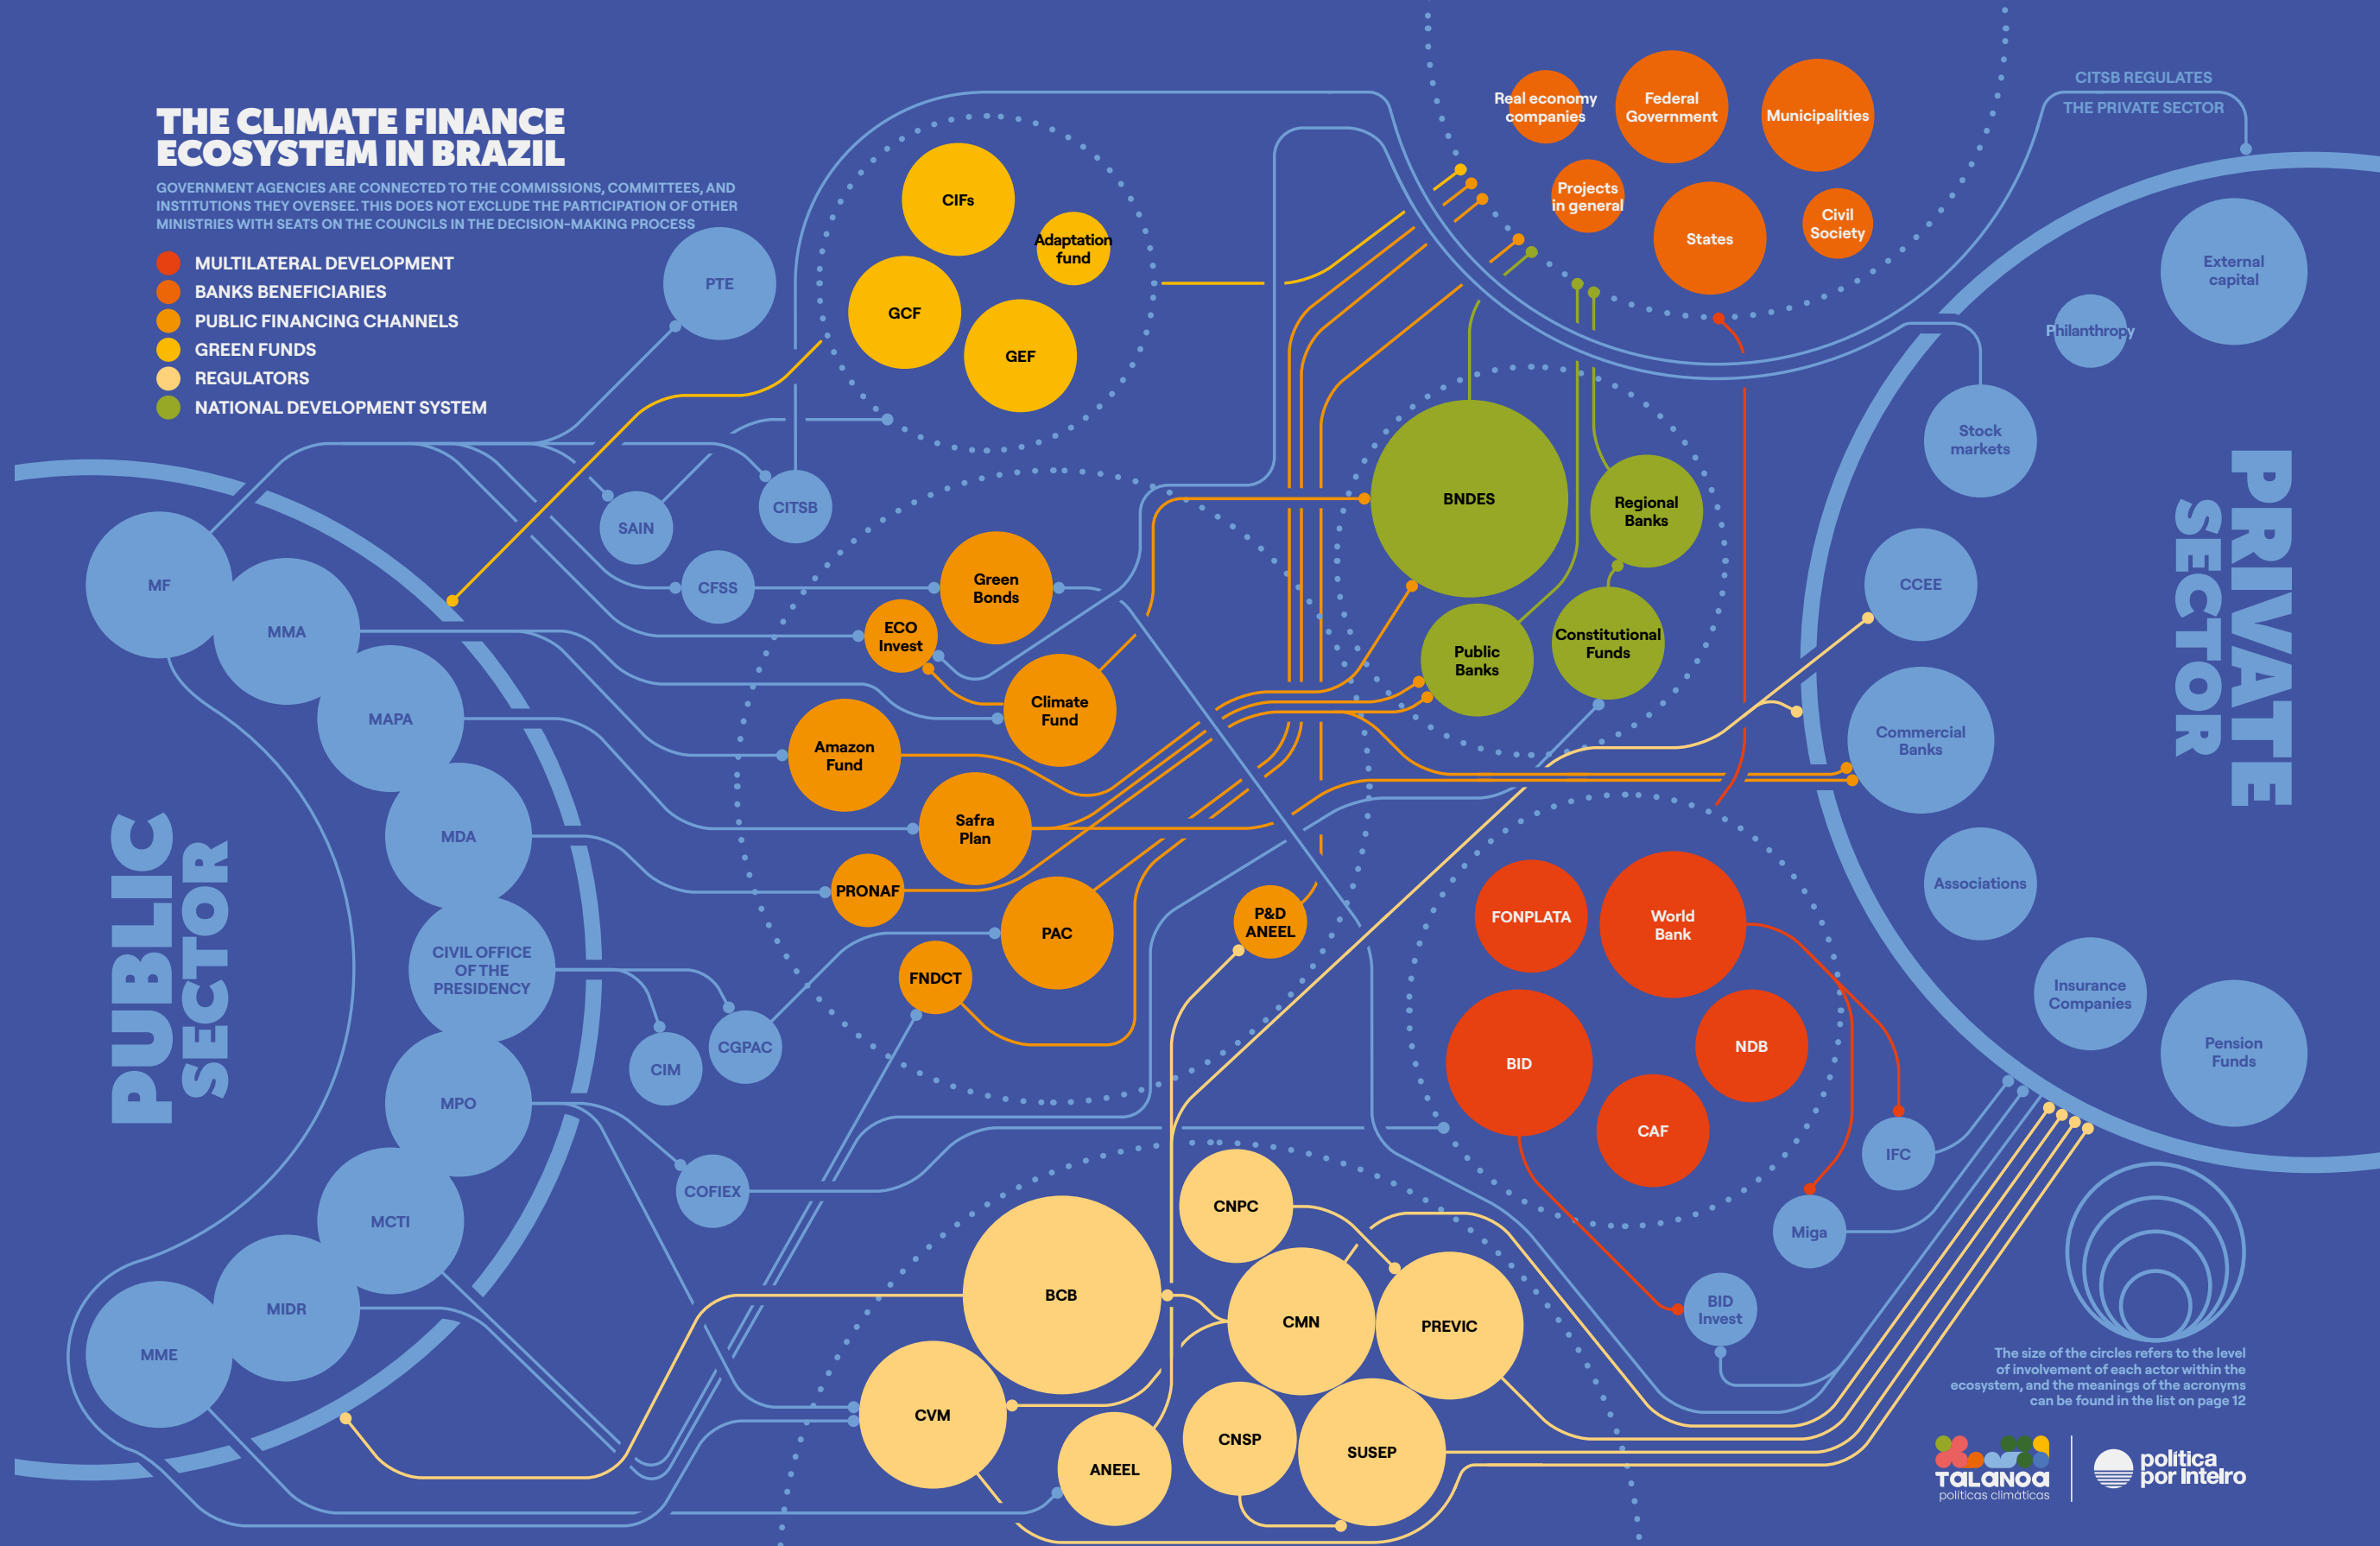 THE CLIMATE FINANCE
ECOSYSTEM IN BRAZIL
GOVERNMENT AGENCIES ARE CONNECTED TO THE COMMISSIONS, COMMITTEES, AND
INSTITUTIONS THEY OVERSEE. THIS DOES NOT EXCLUDE THE PARTICIPATION OF OTHER
MINISTRIES WITH SEATS ON THE COUNCILS IN THE DECISION-MAKING PROCESS
MULTILATERAL DEVELOPMENT
BANKS BENEFICIARIES
PUBLIC FINANCING CHANNELS
GREEN FUNDS
REGULATORS
NATIONAL DEVELOPMENT SYSTEM
PUBLIC
SECTOR
MF
MMA
MAPA
MDA
CIVIL OFFICE
OF THE
PRESIDENCY
MPO
MCTI
MIDR
MME
PTE
SAIN
CITSB
CFSS
CIM
CGPAC
COFIEX
CIFs
Adaptation
fund
GCF
GEF
Green
Bonds
ECO
Invest
Climate
Fund
Amazon
Fund
Safra
Plan
PRONAF
PAC
FNDCT
P&D
ANEEL
Real economy
companies
Federal
Government
Municipalities
Projects
in general
States
Civil
Society
BNDES
Regional
Banks
Public
Banks
Constitutional
Funds
FONPLATA
World
Bank
BID
NDB
CAF
IFC
Miga
BID
Invest
CNPC
BCB
CMN
PREVIC
CVM
ANEEL
CNSP
SUSEP
CITSB REGULATES
THE PRIVATE SECTOR
External
capital
Philanthropy
Stock
markets
CCEE
Commercial
Banks
Associations
Insurance
Companies
Pension
Funds
PRIVATE
SECTOR
The size of the circles refers to the level
of involvement of each actor within the
ecosystem, and the meanings of the acronyms
can be found in the list on page 12
TALANOA
políticas climáticas
política
por inteiro